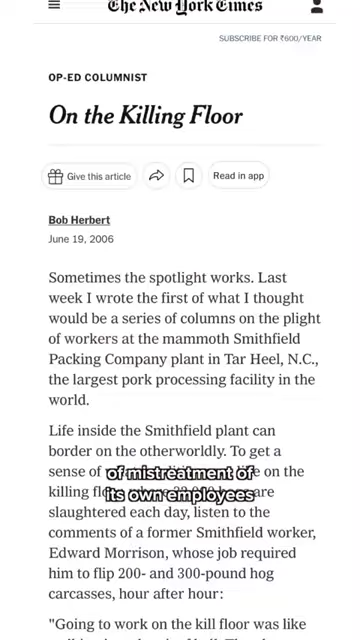 The New York Times
SUBSCRIBE FOR ₹600/YEAR
OP-ED COLUMNIST
On the Killing Floor
Give this article
Read in app
Bob Herbert
June 19, 2006
Sometimes the spotlight works. Last
week I wrote the first of what I thought
would be a series of columns on the plight
of workers at the mammoth Smithfield
Packing Company plant in Tar Heel, N.C.,
the largest pork processing facility in the
world.
Life inside the Smithfield plant can
border on the otherworldly. To get a
sense of on the
of mistreatment of
killing are
its own employees
slaughtered each day, listen to the
comments of a former Smithfield worker,
Edward Morrison, whose job required
him to flip 200- and 300-pound hog
carcasses, hour after hour:
"Going to work on the kill floor was like